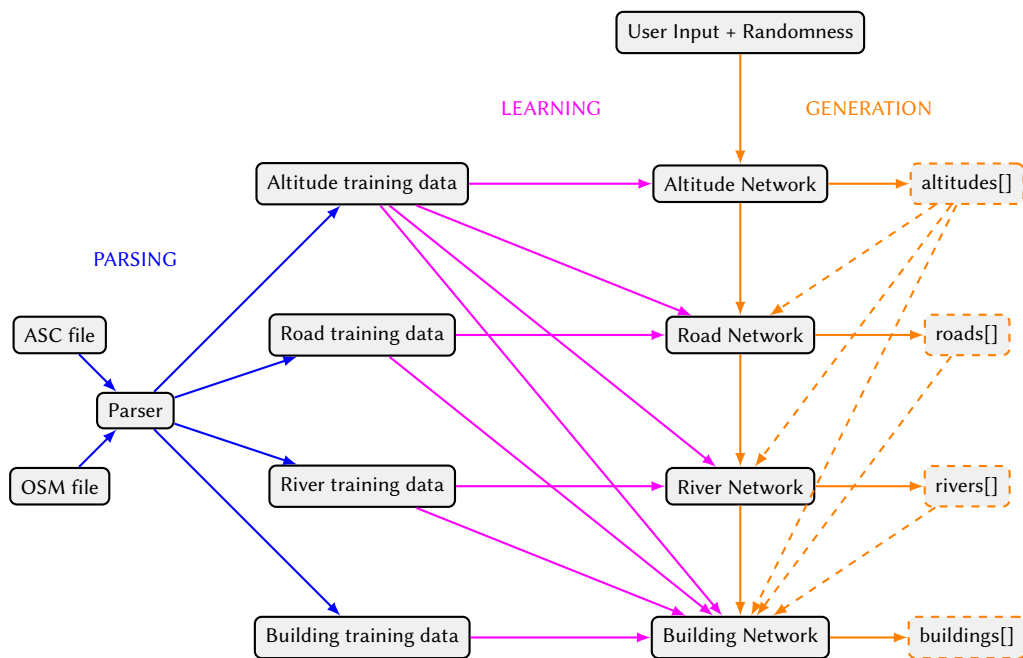 User Input + Randomness
LEARNING
GENERATION
Altitude training data
Altitude Network
altitudes[]
PARSING
ASC file
Road training data
Road Network
roads[]
Parser
OSM file
River training data
River Network
rivers[]
Building training data
Building Network
buildings[]